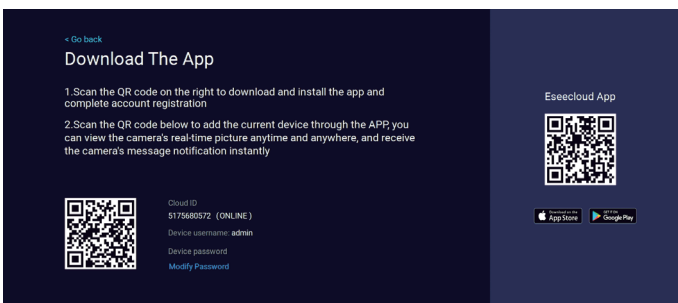 < Go back
Download The App
1.Scan the QR code on the right to download and install the app and
complete account registration
2.Scan the QR code below to add the current device through the APP, you
can view the camera's real-time picture anytime and anywhere, and receive
the camera's message notification instantly
Cloud ID
5175680572 (ONLINE)
Device username: admin
Device password
Modify Password
Eseecloud App
Download on the
App Store
GET IT ON
Google Play